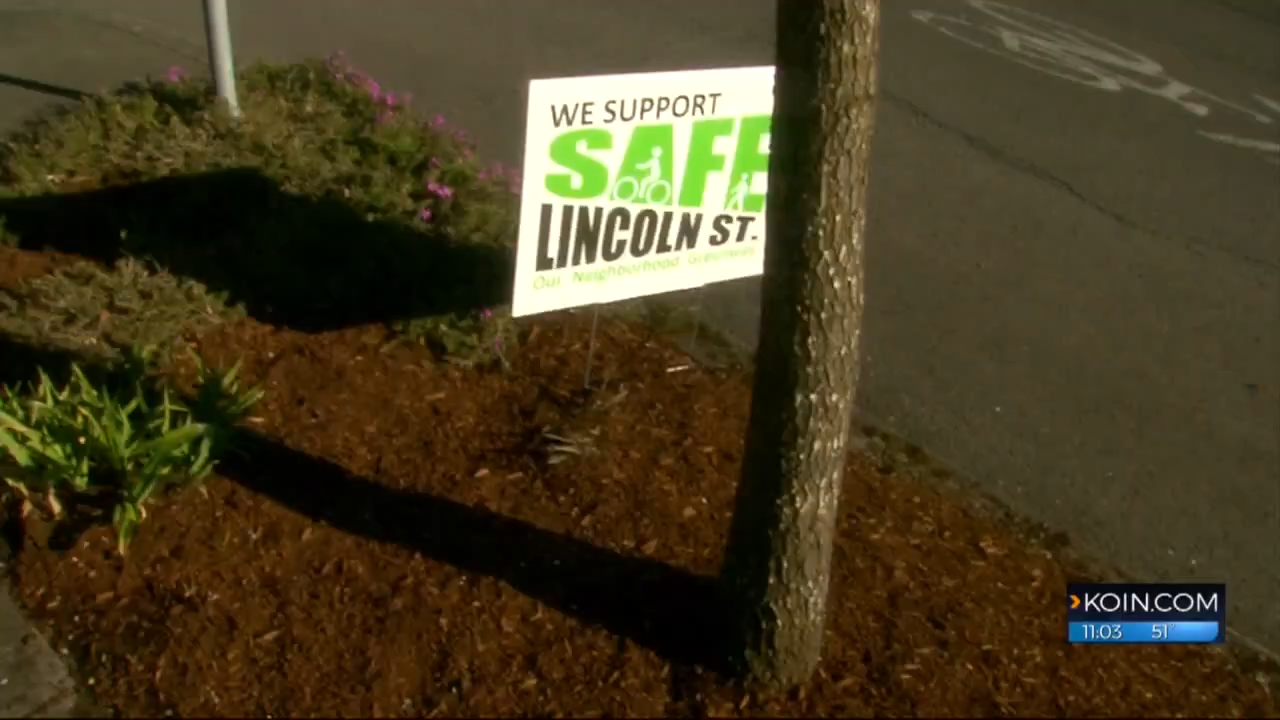 WE SUPPORT
SAFE
LINCOLN ST.
Our Neighborhood Greenway
KOIN.COM
11:03 51°